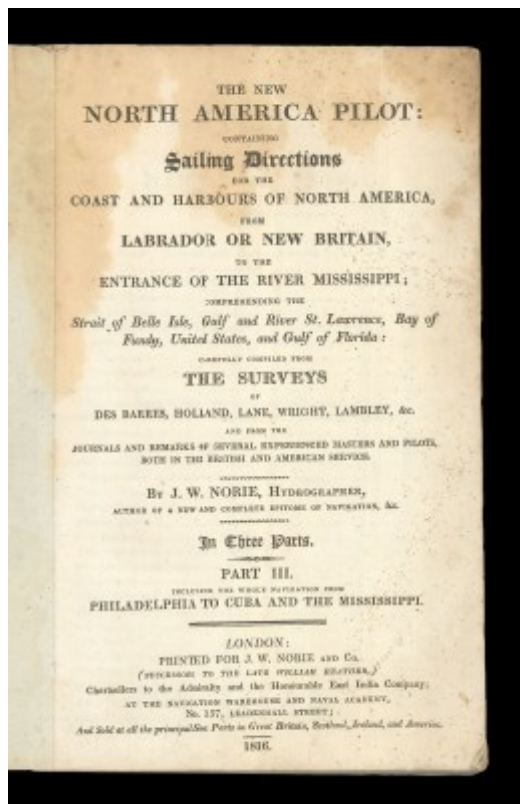 THE NEW
NORTH AMERICA PILOT:
CONTAINING
Sailing Directions
FOR THE
COAST AND HARBOURS OF NORTH AMERICA,
FROM
LABRADOR OR NEW BRITAIN,
TO THE
ENTRANCE OF THE RIVER MISSISSIPPI;
COMPREHENDING THE
Strait of Belle Isle, Gulf and River St. Lawrence, Bay of
Fundy, United States, and Gulf of Florida:
CAREFULLY COMPILED FROM
THE SURVEYS
OF
DES BARRES, HOLLAND, LANE, WRIGHT, LAMBLEY, &c.
AND FROM THE
JOURNALS AND REMARKS OF SEVERAL EXPERIENCED MASTERS AND PILOTS,
BOTH IN THE BRITISH AND AMERICAN SERVICE.
By J. W. NORIE, Hydrographer,
AUTHOR OF A NEW AND COMPLETE EPITOME OF NAVIGATION, &c.
In Three Parts.
PART III.
INCLUDING THE WHOLE NAVIGATION FROM
PHILADELPHIA TO CUBA AND THE MISSISSIPPI.
LONDON:
PRINTED FOR J. W. NORIE AND Co.
(SUCCESSORS TO THE LATE WILLIAM HEATHER,)
Chartsellers to the Admiralty and the Honourable East India Company;
AT THE NAVIGATION WAREHOUSE AND NAVAL ACADEMY,
No. 157, LEADENHALL STREET;
And Sold at all the principal Sea Ports in Great Britain, Scotland, Ireland, and America.
1816.